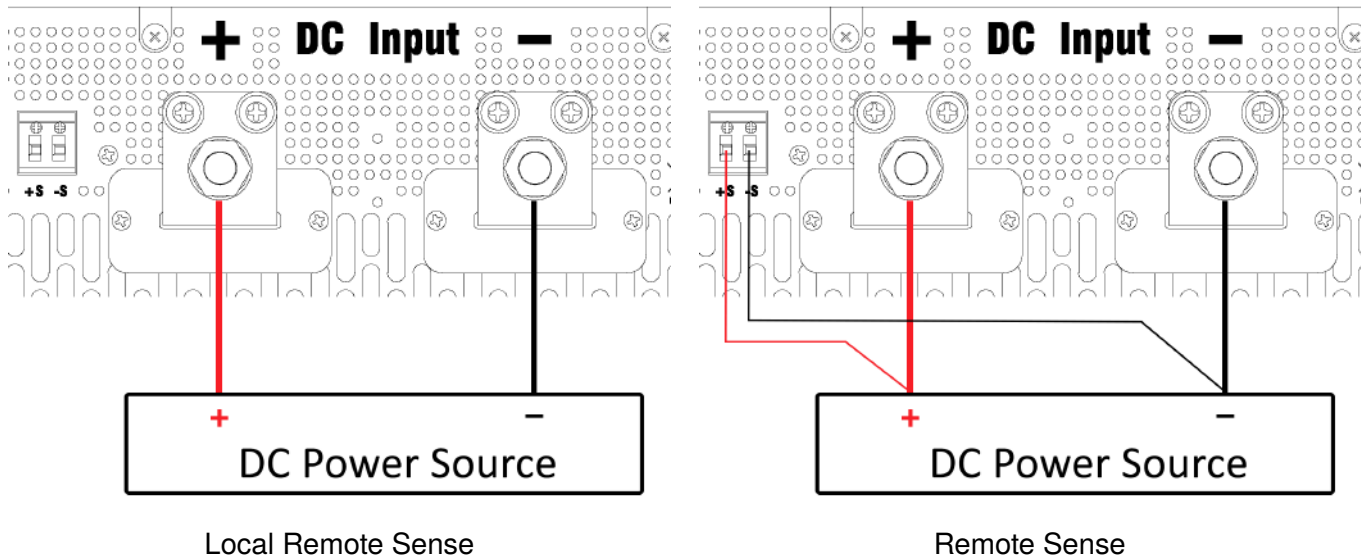 + DC Input −
+S -S
+ −
DC Power Source
Local Remote Sense
+ DC Input −
+S -S
+ −
DC Power Source
Remote Sense